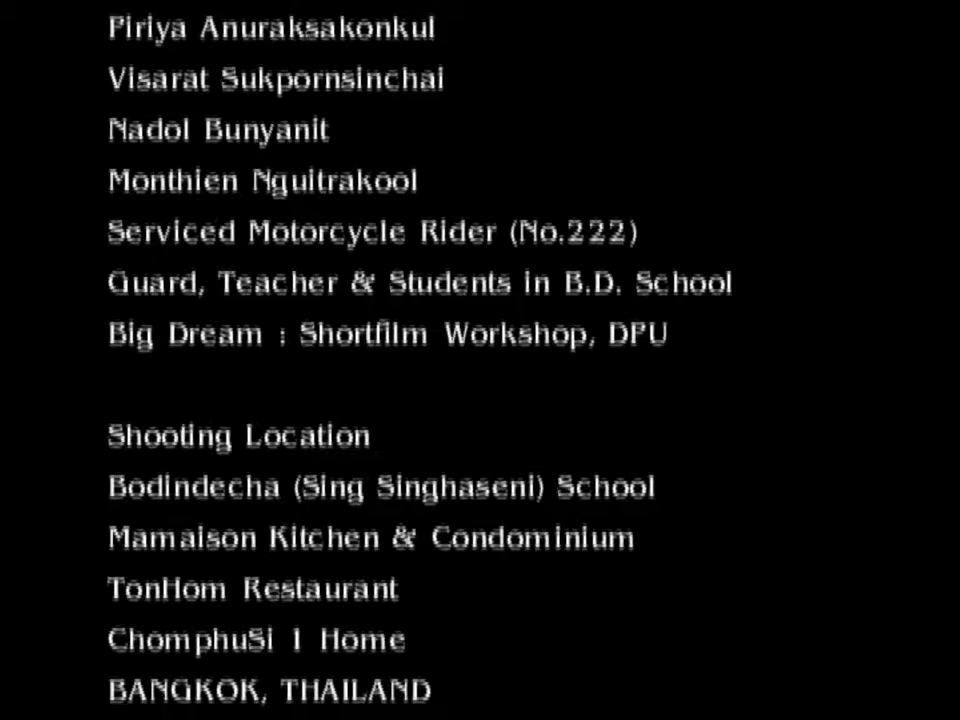 Piriya Anuraksakonkul
Visarat Sukpornsinchai
Nadol Bunyanit
Monthien Nguitrakool
Serviced Motorcycle Rider (No.222)
Guard, Teacher & Students in B.D. School
Big Dream : Shortfilm Workshop, DPU
Shooting Location
Bodindecha (Sing Singhaseni) School
Mamaison Kitchen & Condominium
TonHom Restaurant
ChomphuSi 1 Home
BANGKOK, THAILAND